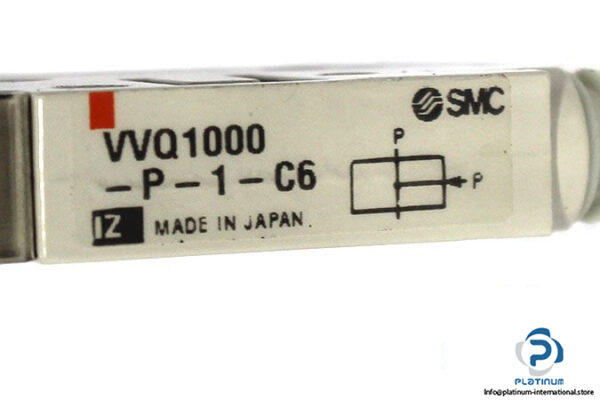 SMC
VVQ1000
-P-1-C6
P
P
IZ MADE IN JAPAN.
PLATINUM
Info@platinum-international.store